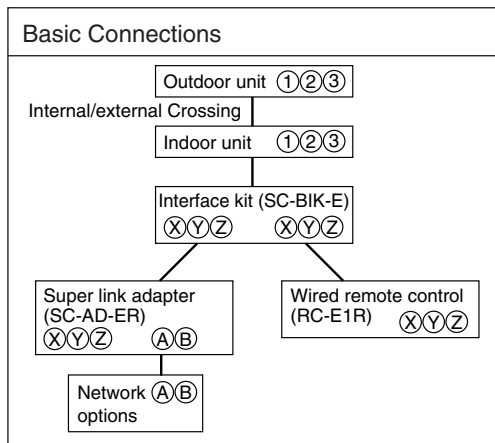 Basic Connections
Outdoor unit ①②③
Internal/external Crossing
Indoor unit ①②③
Interface kit (SC-BIK-E)
ⓍⓎⓏ ⓍⓎⓏ
Super link adapter
(SC-AD-ER)
ⓍⓎⓏ ⒶⒷ
Wired remote control
(RC-E1R) ⓍⓎⓏ
Network ⒶⒷ
options